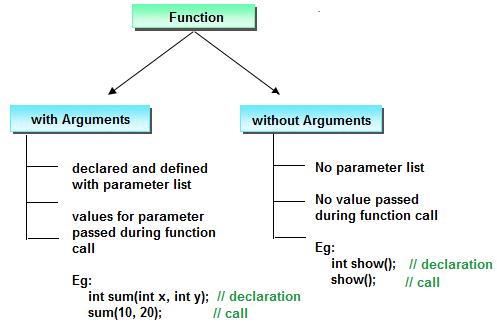 Function
with Arguments
declared and defined
with parameter list
values for parameter
passed during function
call
Eg:
int sum(int x, int y); // declaration
sum(10, 20); // call
without Arguments
No parameter list
No value passed
during function call
Eg:
int show(); // declaration
show(); // call